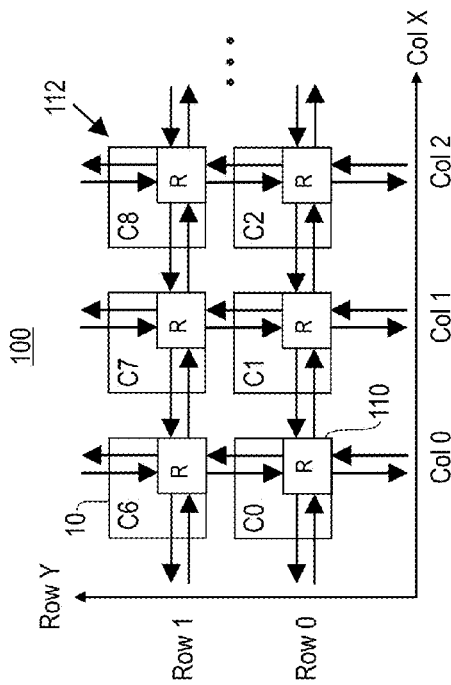 100
Row Y
10
112
C6
C7
C8
R
R
R
Row 1
• • •
C0
C1
C2
R
R
R
Row 0
110
Col 0
Col 1
Col 2
Col X